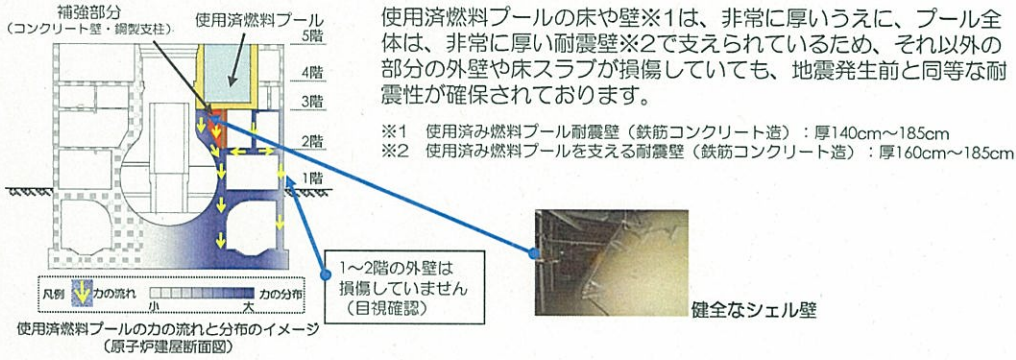 補強部分
(コンクリート壁・鋼製支柱)
使用済燃料プール
5階
4階
3階
2階
1階
使用済燃料プールの床や壁※1は、非常に厚いうえに、プール全
体は、非常に厚い耐震壁※2で支えられているため、それ以外の
部分の外壁や床スラブが損傷していても、地震発生前と同等な耐
震性が確保されております。
※1 使用済み燃料プール耐震壁（鉄筋コンクリート造）：厚140cm～185cm
※2 使用済み燃料プールを支える耐震壁（鉄筋コンクリート造）：厚160cm～185cm
1～2階の外壁は
損傷していません
（目視確認）
健全なシェル壁
凡例 力の流れ 小 大 力の分布
使用済燃料プールの力の流れと分布のイメージ
（原子炉建屋断面図）